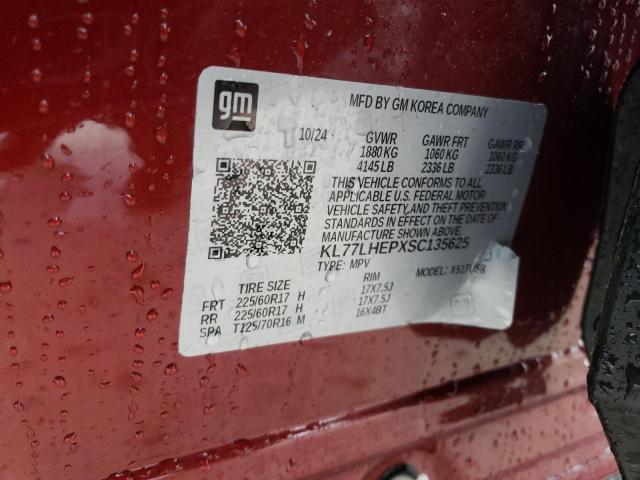 gm
MFD BY GM KOREA COMPANY
10/24 GVWR GAWR FRT GAWR RR
1880 KG 1060 KG 1060 KG
4145 LB 2336 LB 2336 LB
THIS VEHICLE CONFORMS TO ALL
APPLICABLE U.S. FEDERAL MOTOR
VEHICLE SAFETY, AND THEFT PREVENTION
STANDARDS IN EFFECT ON THE DATE
OF MANUFACTURE SHOWN ABOVE.
KL77LHEPXSC135625
TYPE: MPV MODEL:
TIRE SIZE RIM
FRT 225/60R17 H 17X7.5J
RR 225/60R17 H 17X7.5J
SPA T125/70R16 M 16X4BT